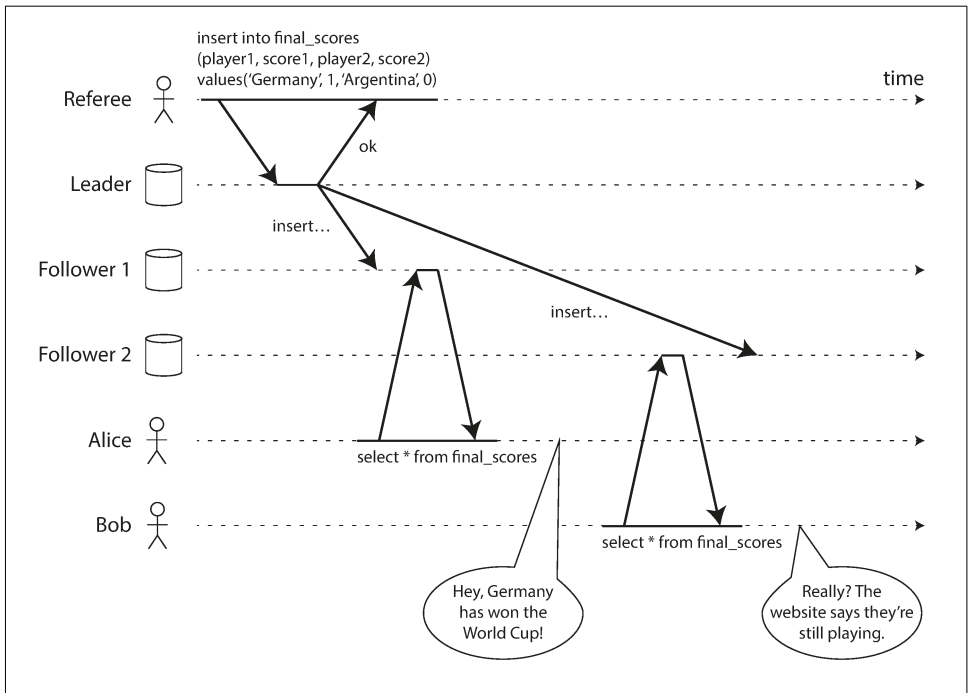 insert into final_scores
(player1, score1, player2, score2)
values(‘Germany’, 1, ‘Argentina’, 0)
time
Referee
ok
Leader
insert…
Follower 1
insert…
Follower 2
Alice
select * from final_scores
Bob
select * from final_scores
Hey, Germany
has won the
World Cup!
Really? The
website says they’re
still playing.